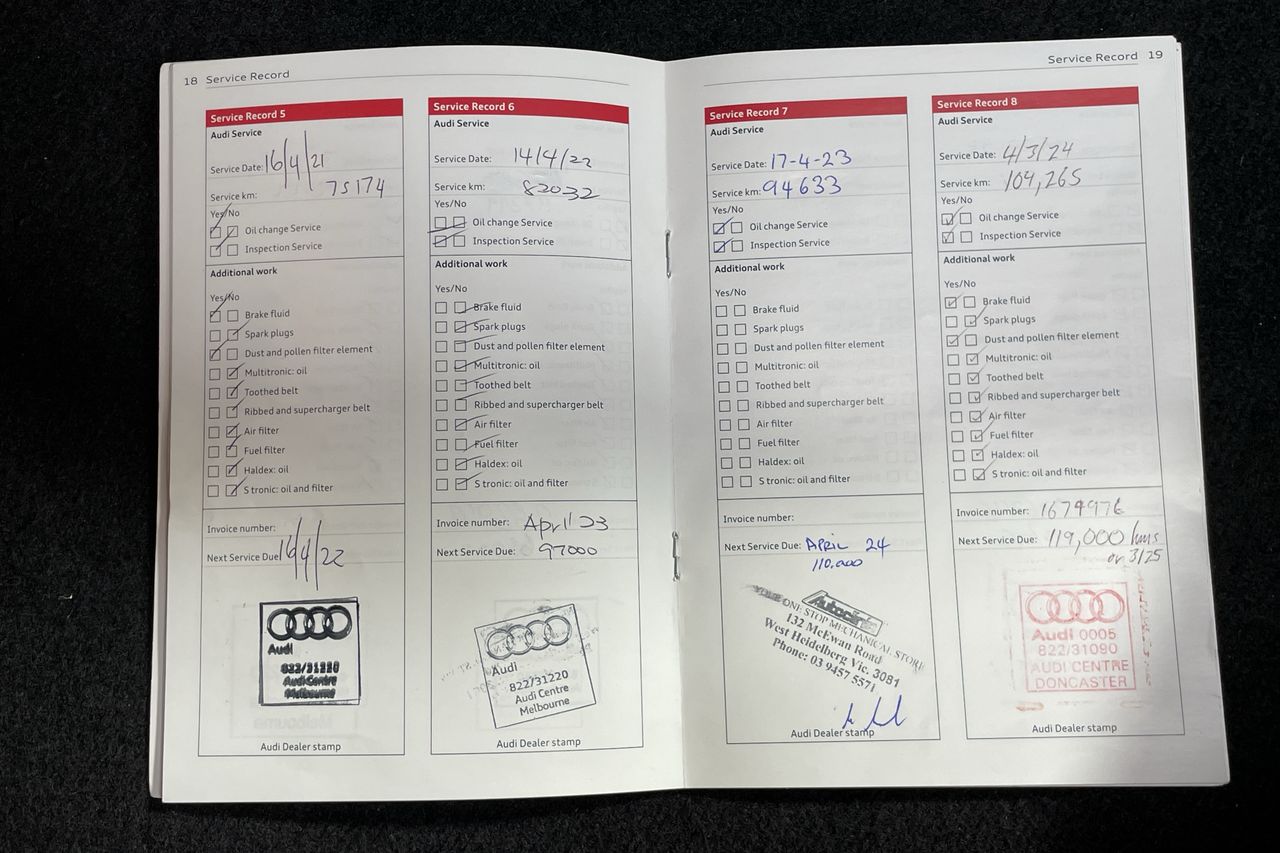 18 Service Record
Service Record 5
Audi Service
Service Date: 16/4/21
Service km: 75174
Yes/No
Oil change Service
Inspection Service
Additional work
Yes/No
Brake fluid
Spark plugs
Dust and pollen filter element
Multitronic: oil
Toothed belt
Ribbed and supercharger belt
Air filter
Fuel filter
Haldex: oil
S tronic: oil and filter
Invoice number:
Next Service Due: 16/4/22
Audi
822/31220
Audi Centre
Melbourne
Audi Dealer stamp
Service Record 6
Audi Service
Service Date: 14/4/22
Service km: 82032
Yes/No
Oil change Service
Inspection Service
Additional work
Yes/No
Brake fluid
Spark plugs
Dust and pollen filter element
Multitronic: oil
Toothed belt
Ribbed and supercharger belt
Air filter
Fuel filter
Haldex: oil
S tronic: oil and filter
Invoice number: April 23
Next Service Due: 97000
Audi
822/31220
Audi Centre
Melbourne
Audi Dealer stamp
Service Record 19
Service Record 7
Audi Service
Service Date: 17-4-23
Service km: 94633
Yes/No
Oil change Service
Inspection Service
Additional work
Yes/No
Brake fluid
Spark plugs
Dust and pollen filter element
Multitronic: oil
Toothed belt
Ribbed and supercharger belt
Air filter
Fuel filter
Haldex: oil
S tronic: oil and filter
Invoice number:
Next Service Due: APRIL 24
110,000
YOUR ONE STOP MECHANICAL STORE
132 McEwan Road
West Heidelberg Vic. 3081
Phone: 03 9457 5571
Audi Dealer stamp
Service Record 8
Audi Service
Service Date: 4/3/24
Service km: 104,265
Yes/No
Oil change Service
Inspection Service
Additional work
Yes/No
Brake fluid
Spark plugs
Dust and pollen filter element
Multitronic: oil
Toothed belt
Ribbed and supercharger belt
Air filter
Fuel filter
Haldex: oil
S tronic: oil and filter
Invoice number: 1674976
Next Service Due: 119,000 kms
or 3/25
Audi 0005
822/31090
AUDI CENTRE
DONCASTER
Audi Dealer stamp